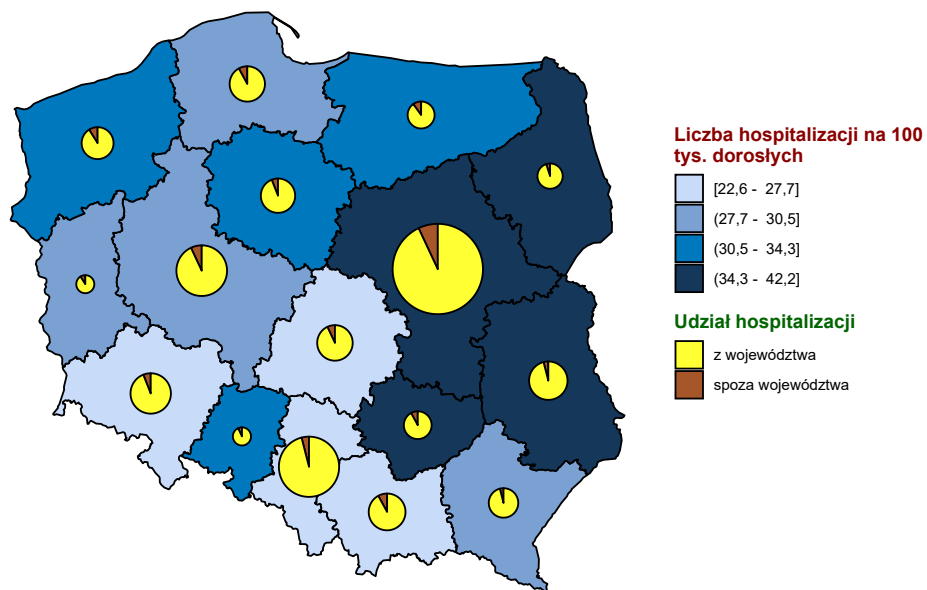 Liczba hospitalizacji na 100
tys. dorosłych
[22,6 - 27,7]
(27,7 - 30,5]
(30,5 - 34,3]
(34,3 - 42,2]
Udział hospitalizacji
z województwa
spoza województwa